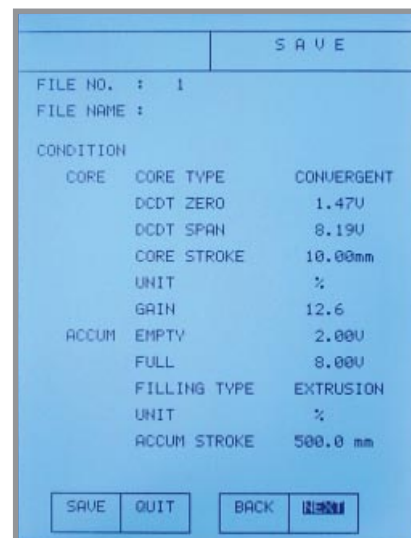 SAVE
FILE NO. : 1
FILE NAME :
CONDITION
CORE CORE TYPE CONVERGENT
DCDT ZERO 1.47V
DCDT SPAN 8.19V
CORE STROKE 10.00mm
UNIT %
GAIN 12.6
ACCUM EMPTY 2.00V
FULL 8.00V
FILLING TYPE EXTRUSION
UNIT %
ACCUM STROKE 500.0 mm
SAVE QUIT BACK NEXT